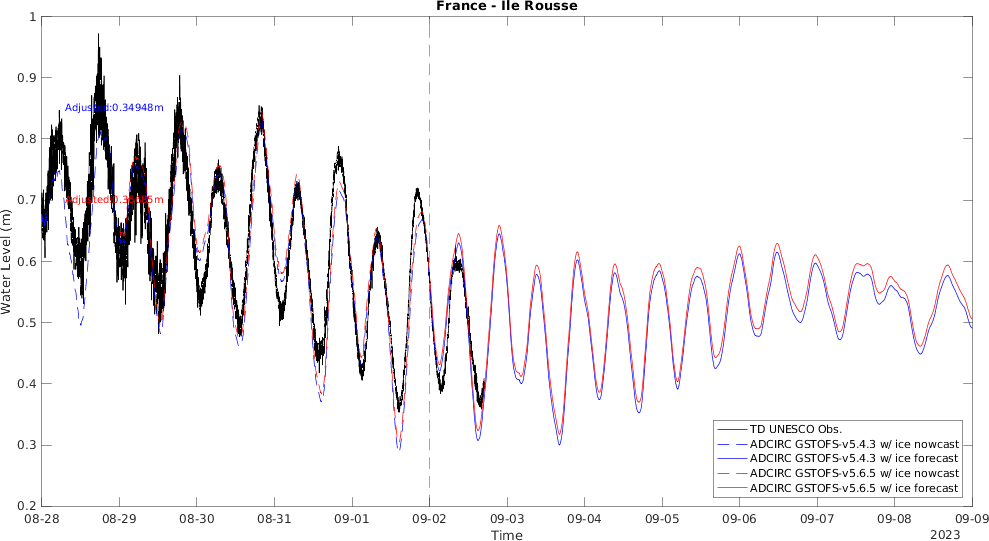 France - Ile Rousse
1
0.9
0.8
0.7
0.6
0.5
0.4
0.3
0.2
Water Level (m)
Adjusted:0.34948m
TD UNESCO Obs.
ADCIRC GSTOFS-v5.4.3 w/ ice nowcast
ADCIRC GSTOFS-v5.4.3 w/ ice forecast
ADCIRC GSTOFS-v5.6.5 w/ ice nowcast
ADCIRC GSTOFS-v5.6.5 w/ ice forecast
08-28 08-29 08-30 08-31 09-01 09-02 09-03 09-04 09-05 09-06 09-07 09-08 09-09
Time
2023